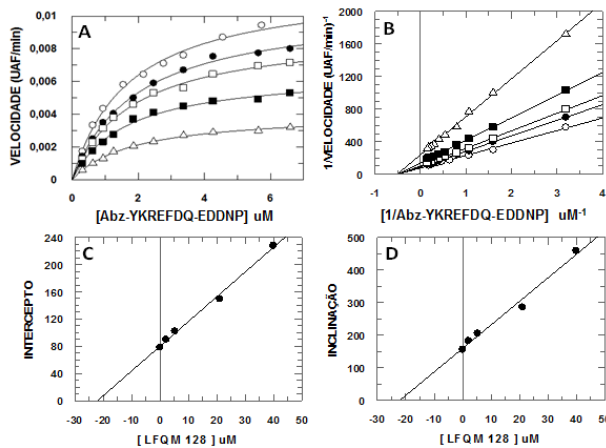 A
VELOCIDADE (UAF/min)
0,01
0,008
0,006
0,004
0,002
0
0 2 4 6
[Abz-YKREFDQ-EDDNP] uM
B
1/VELOCIDADE (UAF/min)⁻¹
2000
1600
1200
800
400
0
-1 0 1 2 3 4
[1/Abz-YKREFDQ-EDDNP] uM⁻¹
C
INTERCEPTO
240
200
160
120
80
40
0
-30 -20 -10 0 10 20 30 40 50
[ LFQM 128 ] uM
D
INCLINAÇÃO
500
400
300
200
100
0
-30 -20 -10 0 10 20 30 40 50
[ LFQM 128 ] uM